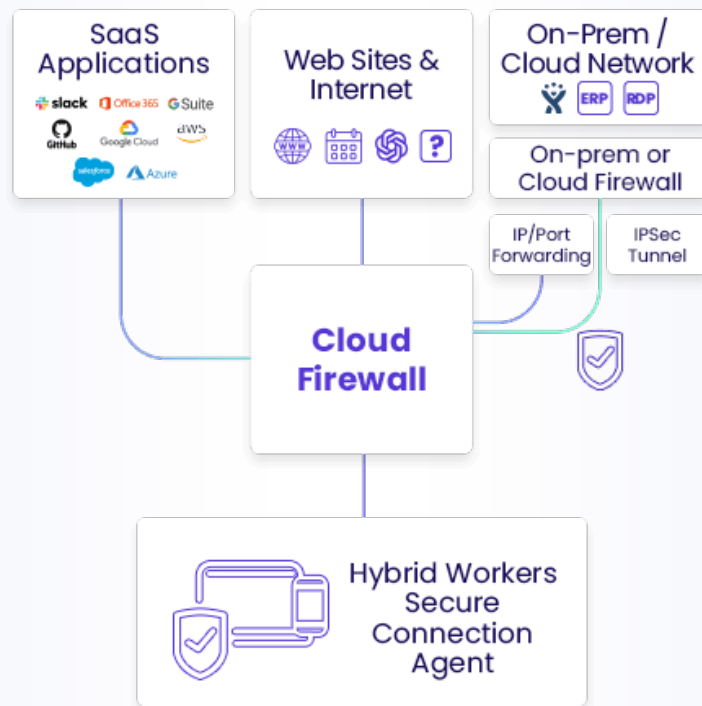 SaaS
Applications
slack
Office 365
G Suite
GitHub
Google Cloud
aws
salesforce
Azure
Web Sites &
Internet
WWW
?
On-Prem /
Cloud Network
ERP
RDP
On-prem or
Cloud Firewall
IP/Port
Forwarding
IPSec
Tunnel
Cloud
Firewall
Hybrid Workers
Secure
Connection
Agent